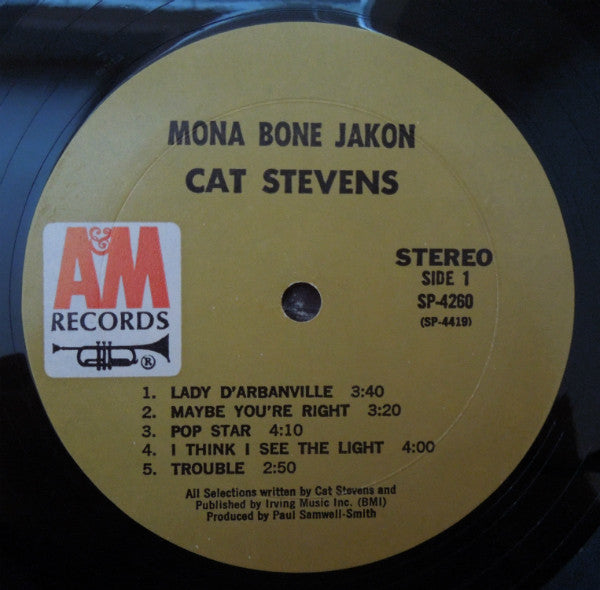 MONA BONE JAKON
CAT STEVENS
A&M
RECORDS
®
STEREO
SIDE 1
SP-4260
(SP-4419)
1. LADY D'ARBANVILLE 3:40
2. MAYBE YOU'RE RIGHT 3:20
3. POP STAR 4:10
4. I THINK I SEE THE LIGHT 4:00
5. TROUBLE 2:50
All Selections written by Cat Stevens and
Published by Irving Music Inc. (BMI)
Produced by Paul Samwell-Smith